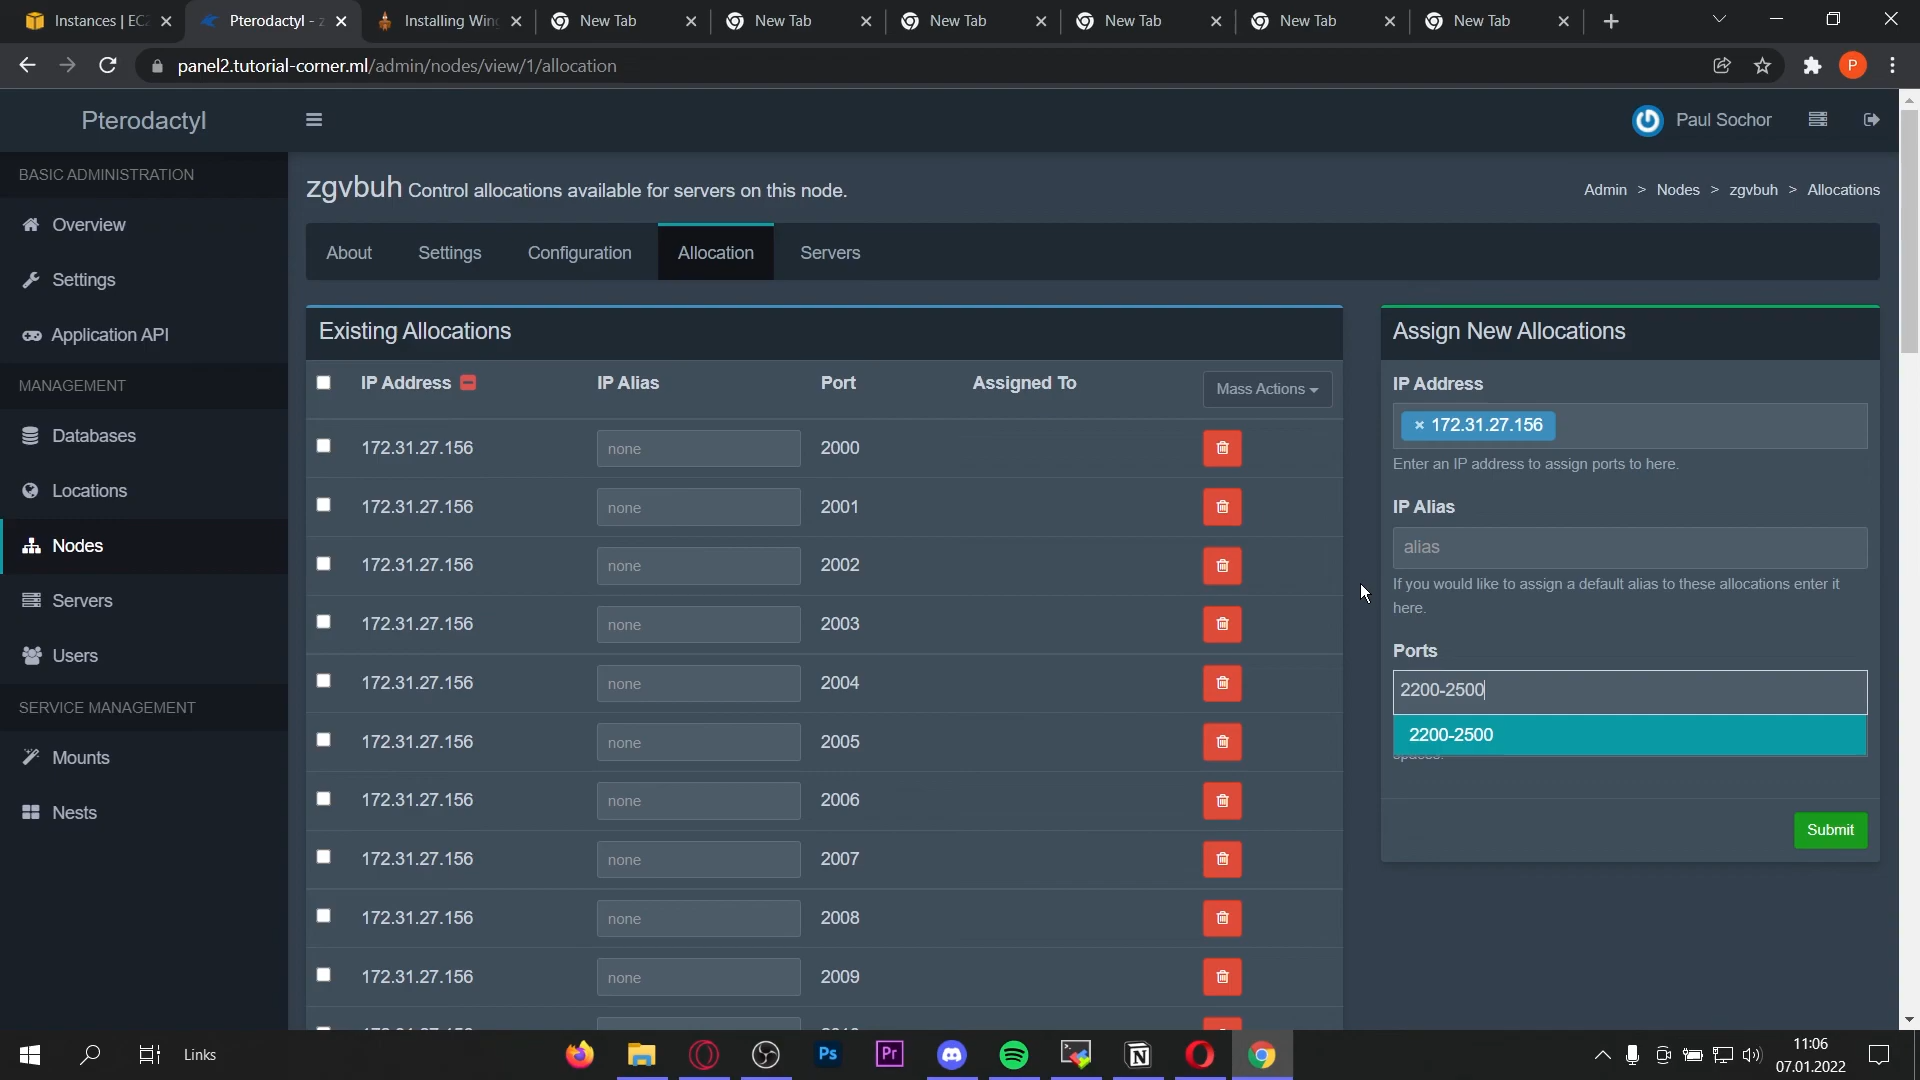 Instances | EC2
Pterodactyl - z
Installing Win
New Tab
New Tab
New Tab
New Tab
New Tab
New Tab
panel2.tutorial-corner.ml/admin/nodes/view/1/allocation
P
Pterodactyl
Paul Sochor
BASIC ADMINISTRATION
Overview
Settings
Application API
MANAGEMENT
Databases
Locations
Nodes
Servers
Users
SERVICE MANAGEMENT
Mounts
Nests
zgvbuh Control allocations available for servers on this node.
Admin > Nodes > zgvbuh > Allocations
About Settings Configuration Allocation Servers
Existing Allocations
IP Address IP Alias Port Assigned To Mass Actions
172.31.27.156 none 2000
172.31.27.156 none 2001
172.31.27.156 none 2002
172.31.27.156 none 2003
172.31.27.156 none 2004
172.31.27.156 none 2005
172.31.27.156 none 2006
172.31.27.156 none 2007
172.31.27.156 none 2008
172.31.27.156 none 2009
Assign New Allocations
IP Address
× 172.31.27.156
Enter an IP address to assign ports to here.
IP Alias
alias
If you would like to assign a default alias to these allocations enter it
here.
Ports
2200-2500
2200-2500
spaces.
Submit
Links
Ps
Pr
11:06
07.01.2022